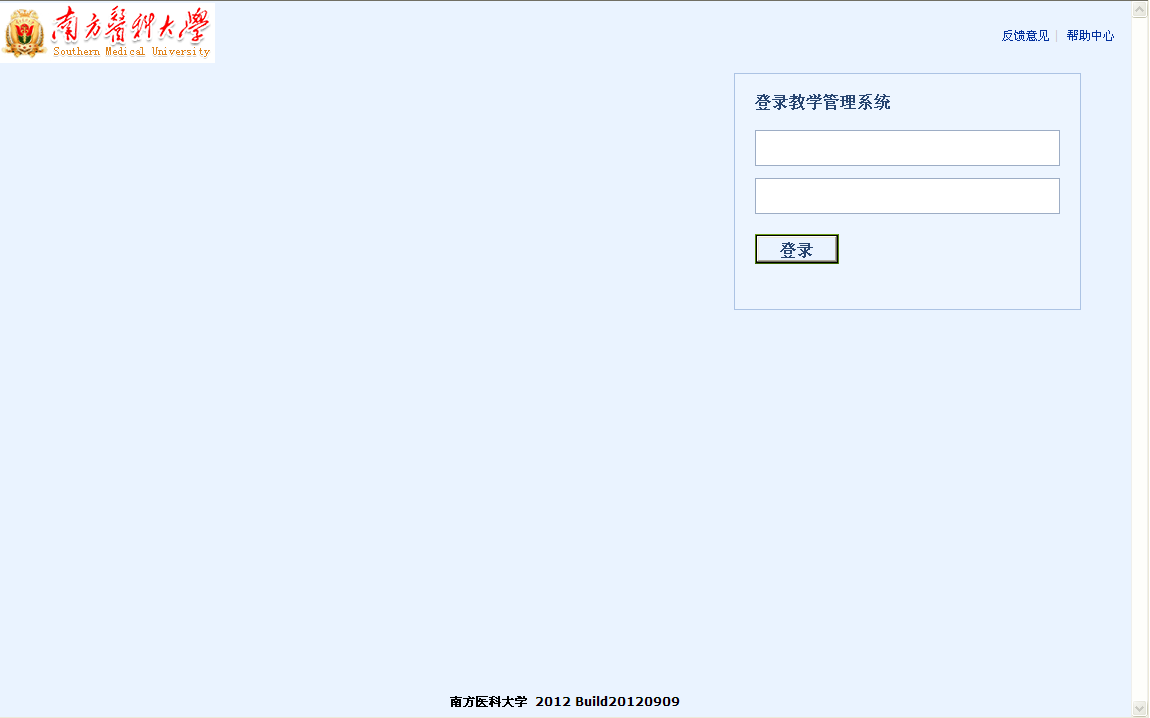 南方醫科大學
Southern Medical University
反馈意见 | 帮助中心
登录教学管理系统
登录
南方医科大学 2012 Build20120909